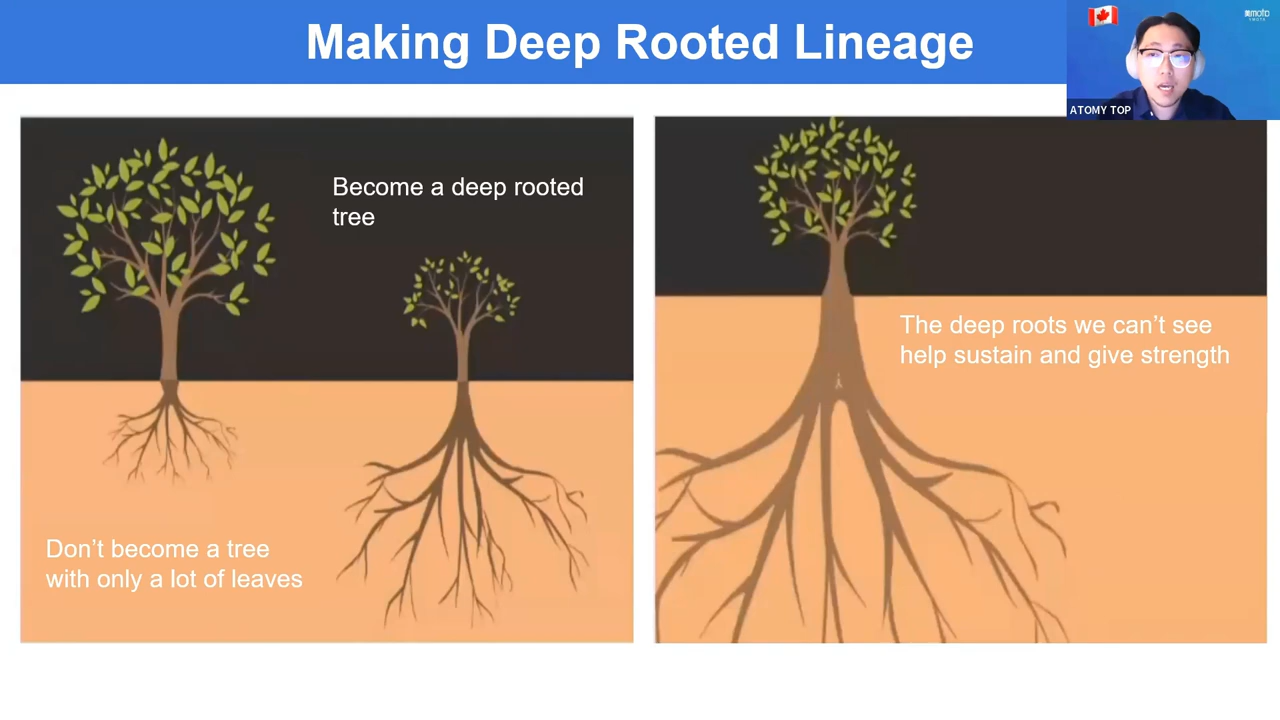 Making Deep Rooted Lineage
ATOMY TOP
Become a deep rooted
tree
Don’t become a tree
with only a lot of leaves
The deep roots we can’t see
help sustain and give strength